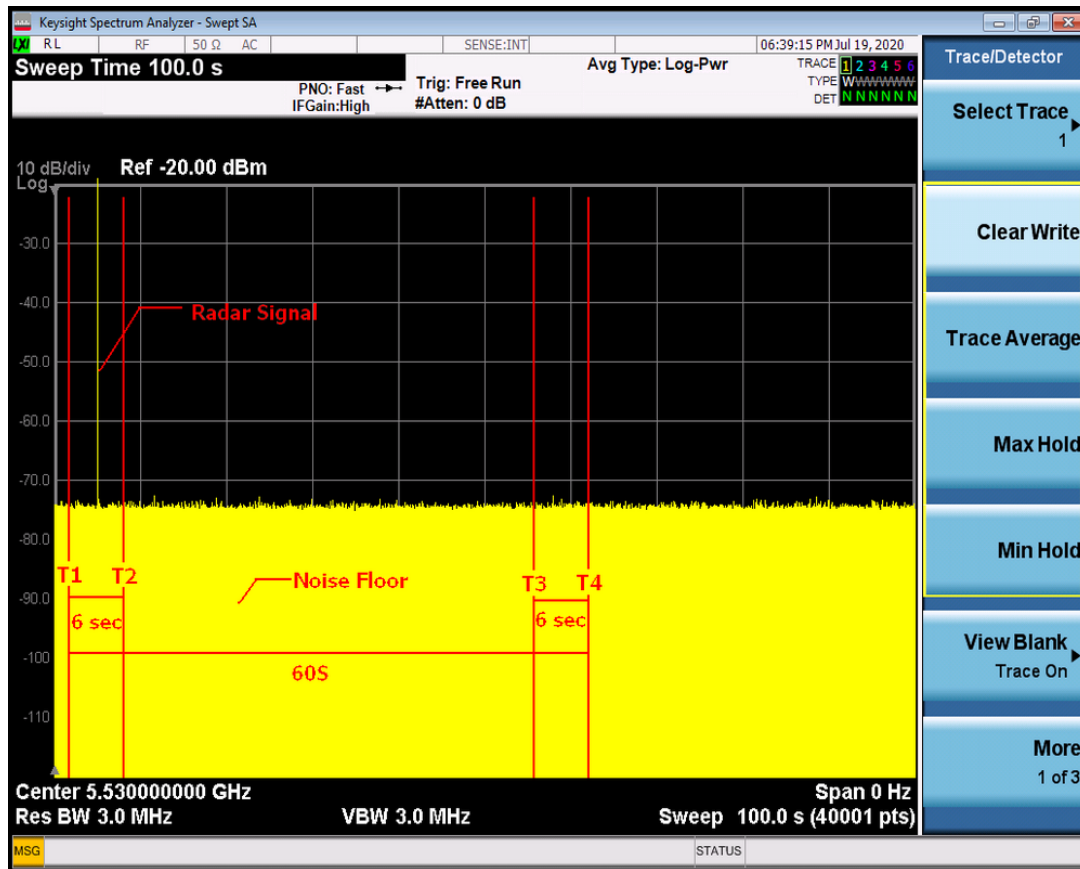 Keysight Spectrum Analyzer - Swept SA
LXI RL RF 50 Ω AC SENSE:INT 06:39:15 PM Jul 19, 2020
Sweep Time 100.0 s
PNO: Fast
IFGain:High
Trig: Free Run
#Atten: 0 dB
Avg Type: Log-Pwr
TRACE 1 2 3 4 5 6
TYPE WWWWWWW
DET N N N N N N
10 dB/div
Log
Ref -20.00 dBm
-30.0
-40.0
-50.0
-60.0
-70.0
-80.0
-90.0
-100
-110
Radar Signal
T1 T2 T3 T4
Noise Floor
6 sec
6 sec
60S
Center 5.530000000 GHz
Span 0 Hz
Res BW 3.0 MHz
VBW 3.0 MHz
Sweep 100.0 s (40001 pts)
MSG
STATUS
Trace/Detector
Select Trace
1
Clear Write
Trace Average
Max Hold
Min Hold
View Blank
Trace On
More
1 of 3